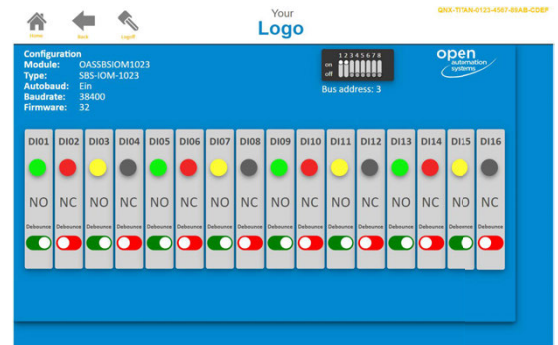 Your
Logo
QNX-TITAN-0123-4567-89AB-CDEF
Home
Back
Logoff
Configuration
Module: OASSBSIOM1023
Type: SBS-IOM-1023
Autobaud: Ein
Baudrate: 38400
Firmware: 32
1 2 3 4 5 6 7 8
on
off
Bus address: 3
open
automation
systems
DI01 DI02 DI03 DI04 DI05 DI06 DI07 DI08 DI09 DI10 DI11 DI12 DI13 DI14 DI15 DI16
NO NC NO NC NO NC NO NC NO NC NO NC NO NC NO NC
Debounce Debounce Debounce Debounce Debounce Debounce Debounce Debounce Debounce Debounce Debounce Debounce Debounce Debounce Debounce Debounce